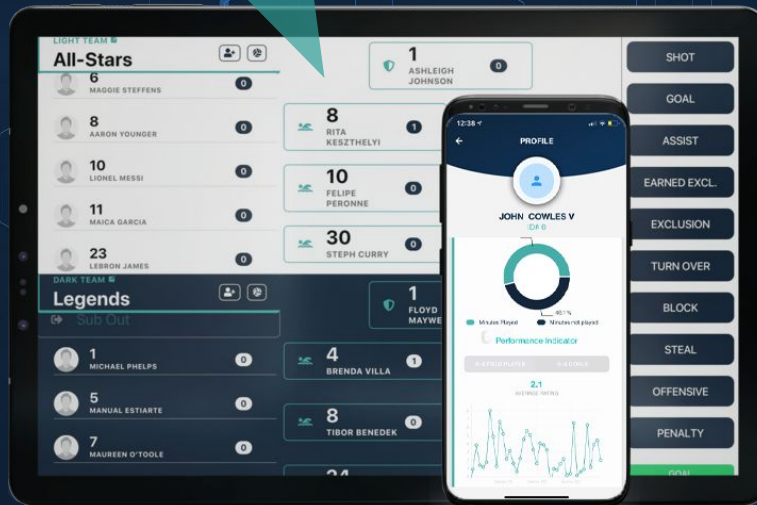 LIGHT TEAM
All-Stars
6
MAGGIE STEFFENS
0
8
AARON YOUNGER
0
10
LIONEL MESSI
0
11
MAICA GARCIA
0
23
LEBRON JAMES
0
DARK TEAM
Legends
Sub Out
1
MICHAEL PHELPS
0
5
MANUAL ESTIARTE
0
7
MAUREEN O'TOOLE
0
1
ASHLEIGH
JOHNSON
0
8
RITA
KESZTHELYI
1
10
FELIPE
PERONNE
0
30
STEPH CURRY
0
1
FLOYD
MAYWE
4
BRENDA VILLA
1
8
TIBOR BENEDEK
0
24
12:38
PROFILE
JOHN COWLES V
Minutes Played
Minutes not played
Performance Indicator
2.1
AVERAGE RATING
SHOT
GOAL
ASSIST
EARNED EXCL.
EXCLUSION
TURN OVER
BLOCK
STEAL
OFFENSIVE
PENALTY
GOAL